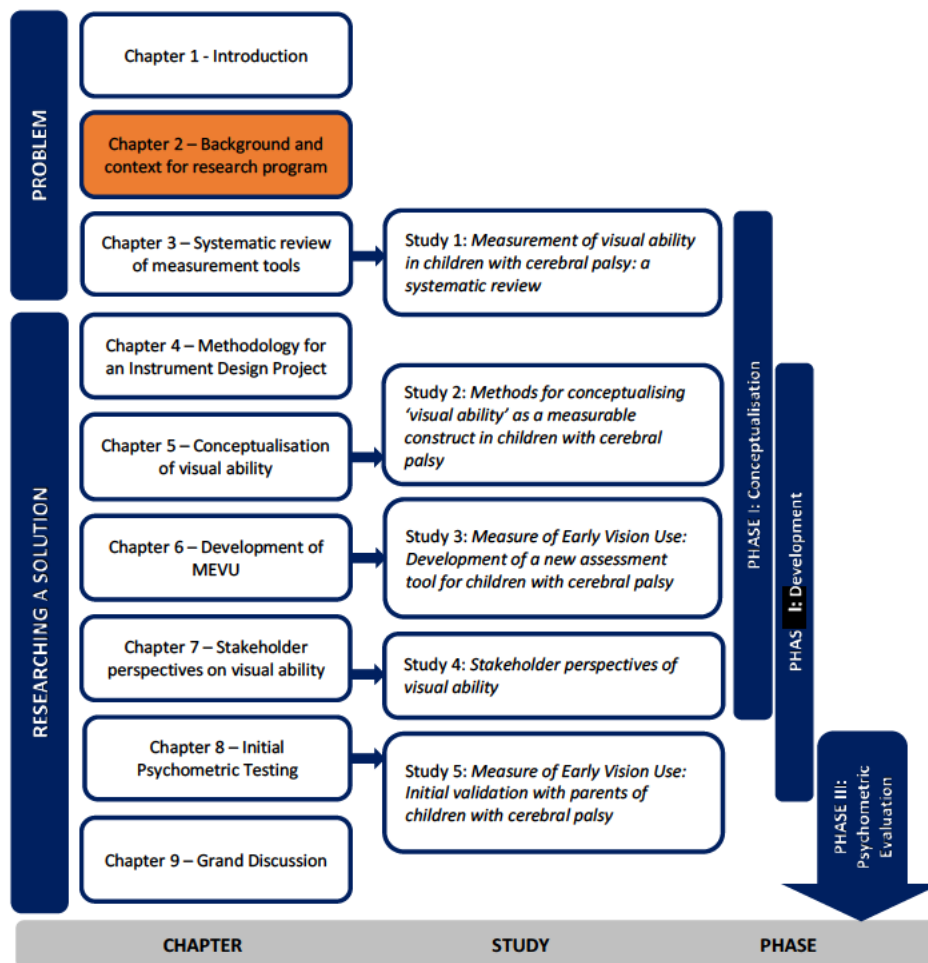 PROBLEM
Chapter 1 - Introduction
Chapter 2 – Background and
context for research program
Chapter 3 – Systematic review
of measurement tools
Study 1: Measurement of visual ability
in children with cerebral palsy: a
systematic review
RESEARCHING A SOLUTION
Chapter 4 – Methodology for
an Instrument Design Project
Chapter 5 – Conceptualisation
of visual ability
Study 2: Methods for conceptualising
‘visual ability’ as a measurable
construct in children with cerebral
palsy
Chapter 6 – Development of
MEVU
Study 3: Measure of Early Vision Use:
Development of a new assessment
tool for children with cerebral palsy
Chapter 7 – Stakeholder
perspectives on visual ability
Study 4: Stakeholder perspectives of
visual ability
Chapter 8 – Initial
Psychometric Testing
Study 5: Measure of Early Vision Use:
Initial validation with parents of
children with cerebral palsy
Chapter 9 – Grand Discussion
PHASE I: Conceptualisation
PHAS I: Development
PHASE III:
Psychometric
Evaluation
CHAPTER STUDY PHASE